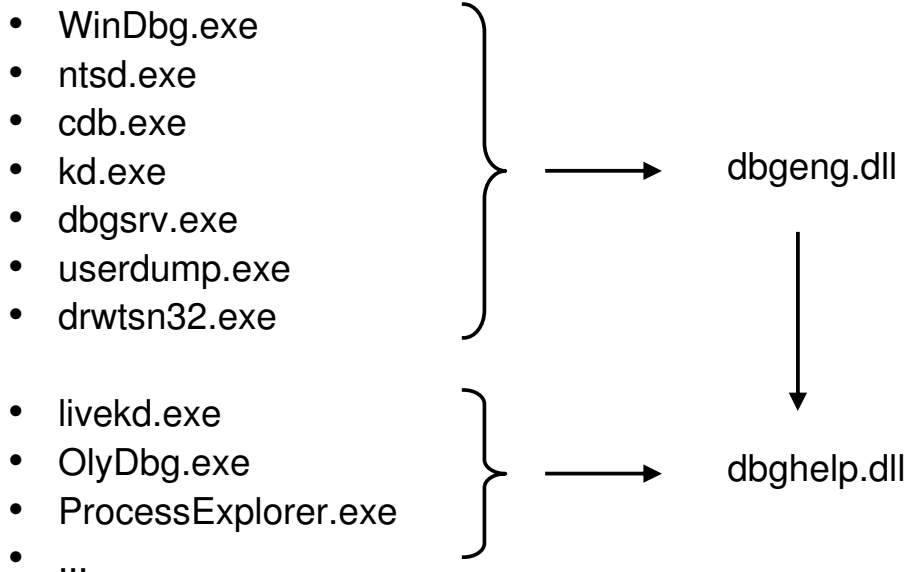 • WinDbg.exe
• ntsd.exe
• cdb.exe
• kd.exe
• dbgsrv.exe
• userdump.exe
• drwtsn32.exe
dbgeng.dll
• livekd.exe
• OlyDbg.exe
• ProcessExplorer.exe
• ...
dbghelp.dll